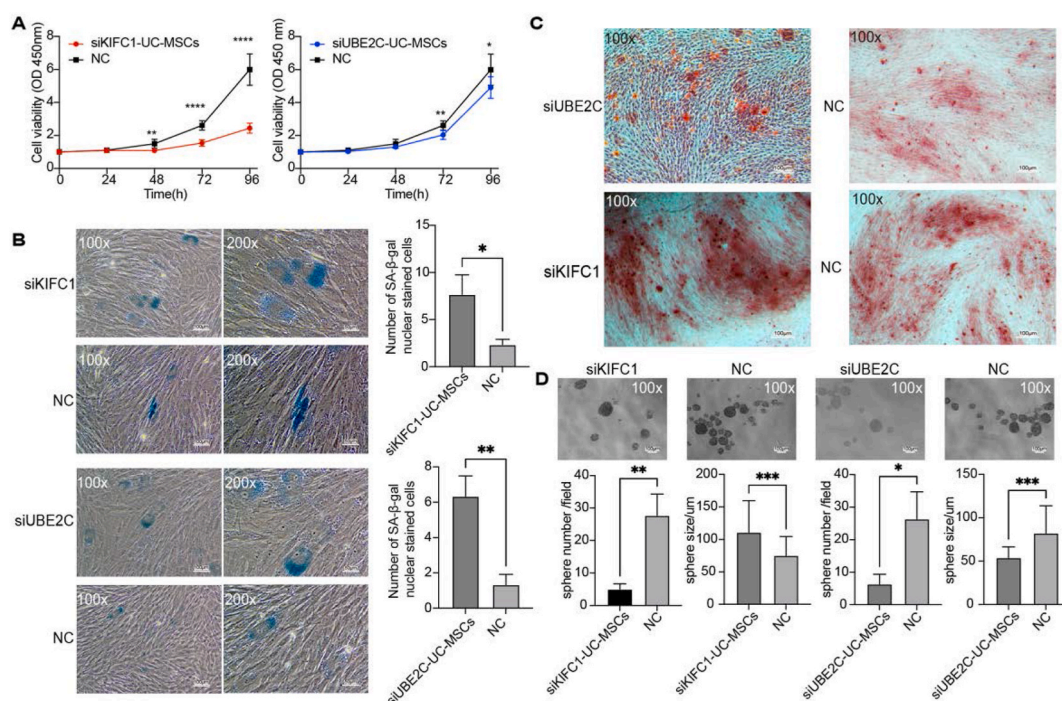 A
siKIFC1-UC-MSCs
NC
Cell viability (OD 450nm)
8
6
4
2
0
**
****
****
0 24 48 72 96
Time(h)
siUBE2C-UC-MSCs
NC
Cell viability (OD 450nm)
8
6
4
2
0
**
*
0 24 48 72 96
Time(h)
B
siKIFC1
100x
200x
NC
100x
200x
siUBE2C
100x
200x
NC
100x
200x
Number of SA-β-gal
nuclear stained cells
15
10
5
0
*
siKIFC1-UC-MSCs
NC
Number of SA-β-gal
nuclear stained cells
8
6
4
2
0
**
siUBE2C-UC-MSCs
NC
C
siUBE2C
100x
100μm
NC
100x
100μm
siKIFC1
100x
100μm
NC
100x
100μm
D
siKIFC1
100x
NC
100x
siUBE2C
100x
NC
100x
sphere number /field
40
30
20
10
0
**
siKIFC1-UC-MSCs
NC
sphere size/um
200
150
100
50
0
***
siKIFC1-UC-MSCs
NC
sphere number /field
40
30
20
10
0
*
siUBE2C-UC-MSCs
NC
sphere size/um
150
100
50
0
***
siUBE2C-UC-MSCs
NC